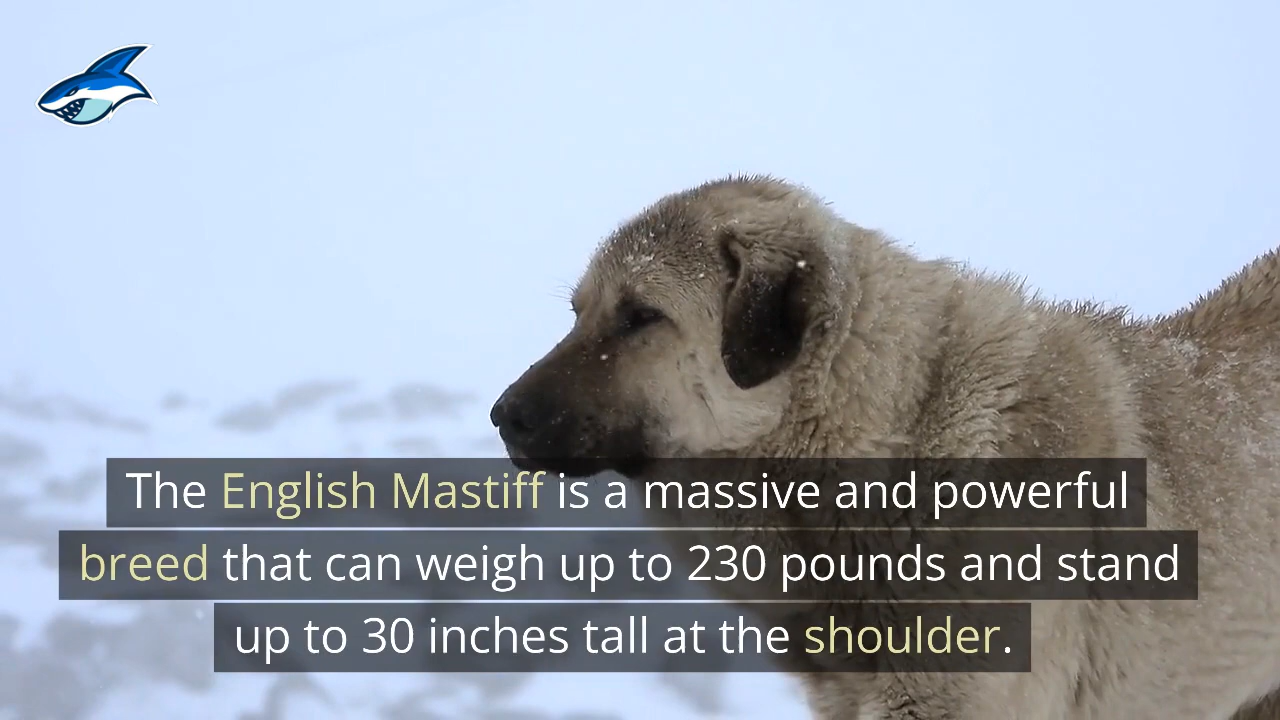 The English Mastiff is a massive and powerful
breed that can weigh up to 230 pounds and stand
up to 30 inches tall at the shoulder.